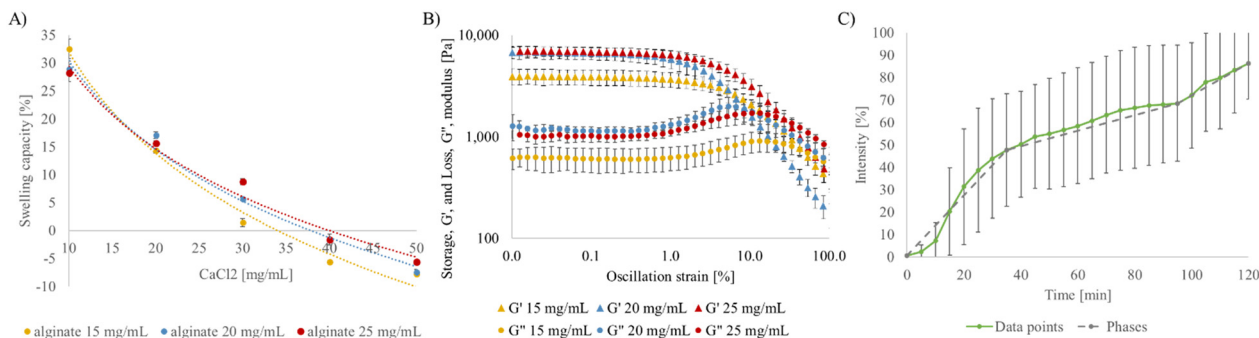 A)
Swelling capacity [%]
35
30
25
20
15
10
5
0
-5
-10
10 20 30 40 50
CaCl2 [mg/mL]
alginate 15 mg/mL alginate 20 mg/mL alginate 25 mg/mL
B)
Storage, G', and Loss, G'', modulus [Pa]
10,000
1,000
100
0.0 0.1 1.0 10.0 100.0
Oscillation strain [%]
G' 15 mg/mL G' 20 mg/mL G' 25 mg/mL
G'' 15 mg/mL G'' 20 mg/mL G'' 25 mg/mL
C)
Intensity [%]
100
90
80
70
60
50
40
30
20
10
0
0 20 40 60 80 100 120
Time [min]
Data points Phases